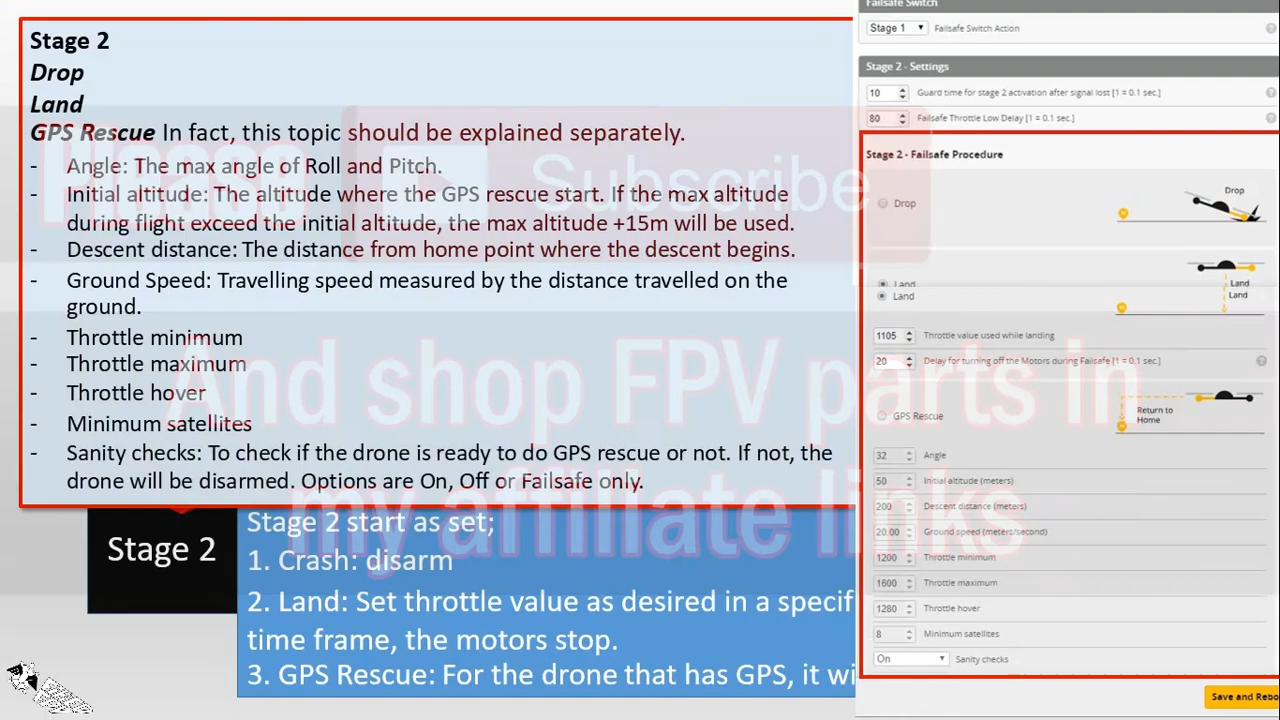 Stage 2
Drop
Land
GPS Rescue In fact, this topic should be explained separately.
- Angle: The max angle of Roll and Pitch.
- Initial altitude: The altitude where the GPS rescue start. If the max altitude
during flight exceed the initial altitude, the max altitude +15m will be used.
- Descent distance: The distance from home point where the descent begins.
- Ground Speed: Travelling speed measured by the distance travelled on the
ground.
- Throttle minimum
- Throttle maximum
- Throttle hover
- Minimum satellites
- Sanity checks: To check if the drone is ready to do GPS rescue or not. If not, the
drone will be disarmed. Options are On, Off or Failsafe only.
Subscribe
And shop FPV parts in
my affiliate links
Stage 2
Stage 2 start as set;
1. Crash: disarm
2. Land: Set throttle value as desired in a specif
time frame, the motors stop.
3. GPS Rescue: For the drone that has GPS, it wi
Failsafe Switch
Stage 1 Failsafe Switch Action
Stage 2 - Settings
10 Guard time for stage 2 activation after signal lost [1 = 0.1 sec.]
80 Failsafe Throttle Low Delay [1 = 0.1 sec.]
Stage 2 - Failsafe Procedure
Drop
Drop
Land
Land
Land
Land
1105 Throttle value used while landing
20 Delay for turning off the Motors during Failsafe [1 = 0.1 sec.]
GPS Rescue
Return to
Home
32 Angle
50 Initial altitude (meters)
200 Descent distance (meters)
20.00 Ground speed (meters/second)
1200 Throttle minimum
1600 Throttle maximum
1280 Throttle hover
8 Minimum satellites
On Sanity checks
Save and Rebo